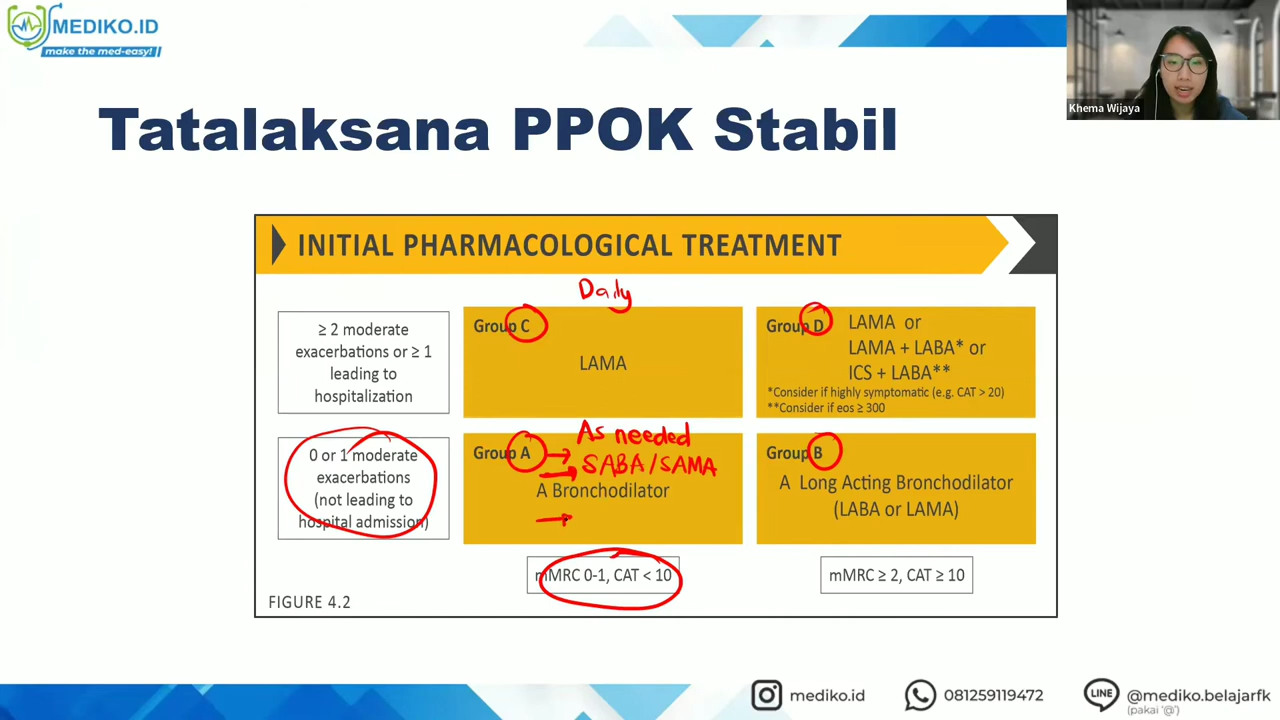 MEDIKO.ID
make the med-easy!
Khema Wijaya
Tatalaksana PPOK Stabil
INITIAL PHARMACOLOGICAL TREATMENT
Daily
≥ 2 moderate
exacerbations or ≥ 1
leading to
hospitalization
Group C
LAMA
Group D
LAMA or
LAMA + LABA* or
ICS + LABA**
*Consider if highly symptomatic (e.g. CAT > 20)
**Consider if eos ≥ 300
0 or 1 moderate
exacerbations
(not leading to
hospital admission)
Group A
As needed
SABA/SAMA
A Bronchodilator
Group B
A Long Acting Bronchodilator
(LABA or LAMA)
mMRC 0-1, CAT < 10
mMRC ≥ 2, CAT ≥ 10
FIGURE 4.2
mediko.id
081259119472
LINE
@mediko.belajarfk
(pakai '@')